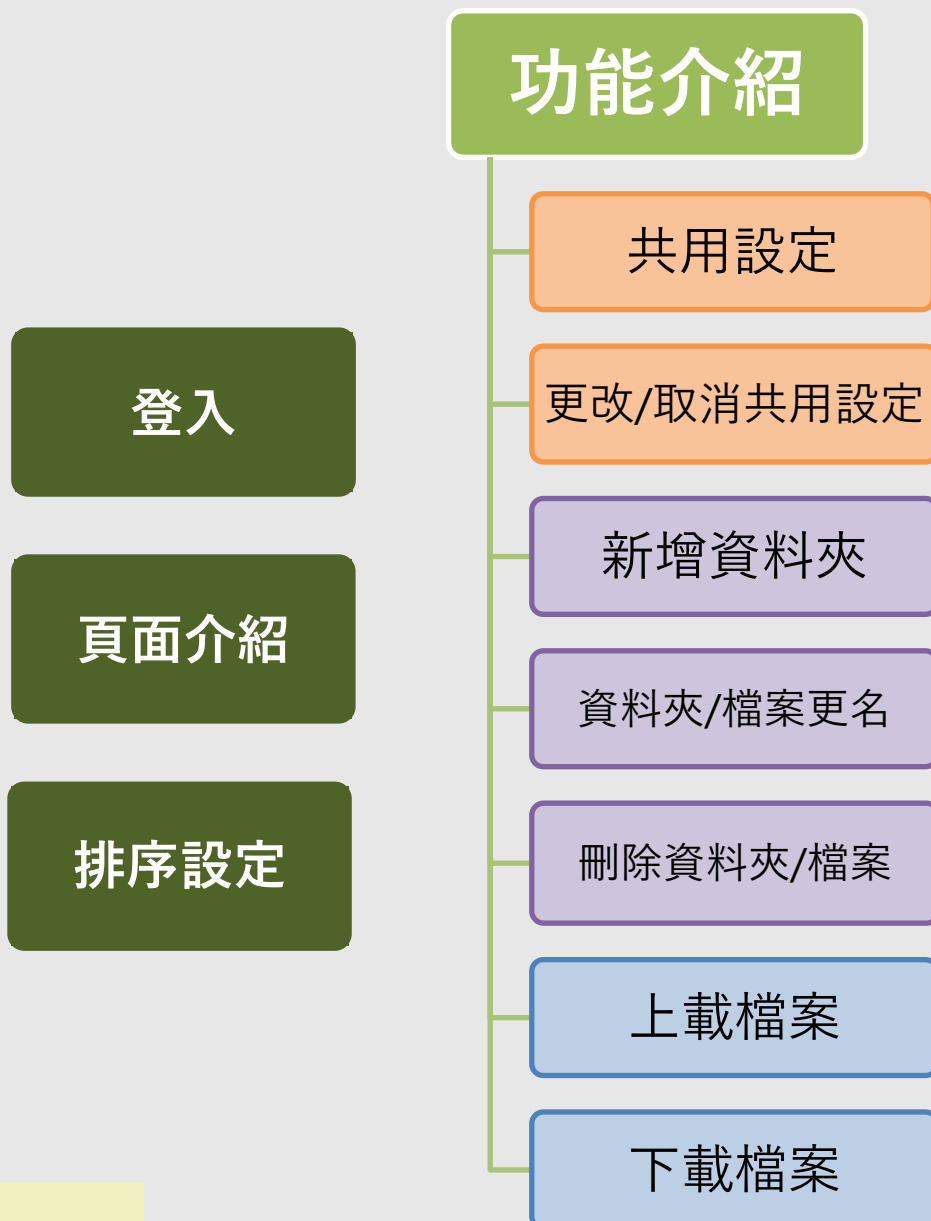 登入
頁面介紹
排序設定
功能介紹
共用設定
更改/取消共用設定
新增資料夾
資料夾/檔案更名
刪除資料夾/檔案
上載檔案
下載檔案